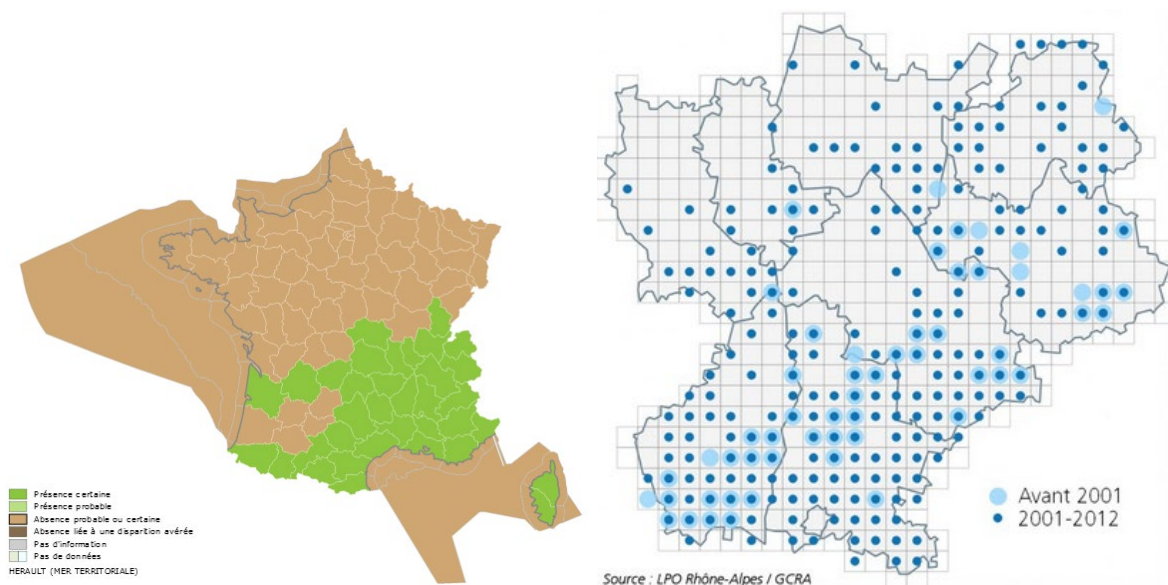 Présence certaine
Présence probable
Absence probable ou certaine
Absence liée à une disparition avérée
Pas d'information
Pas de données
HERAULT (MER TERRITORIALE)
Avant 2001
2001-2012
Source : LPO Rhône-Alpes / GCRA